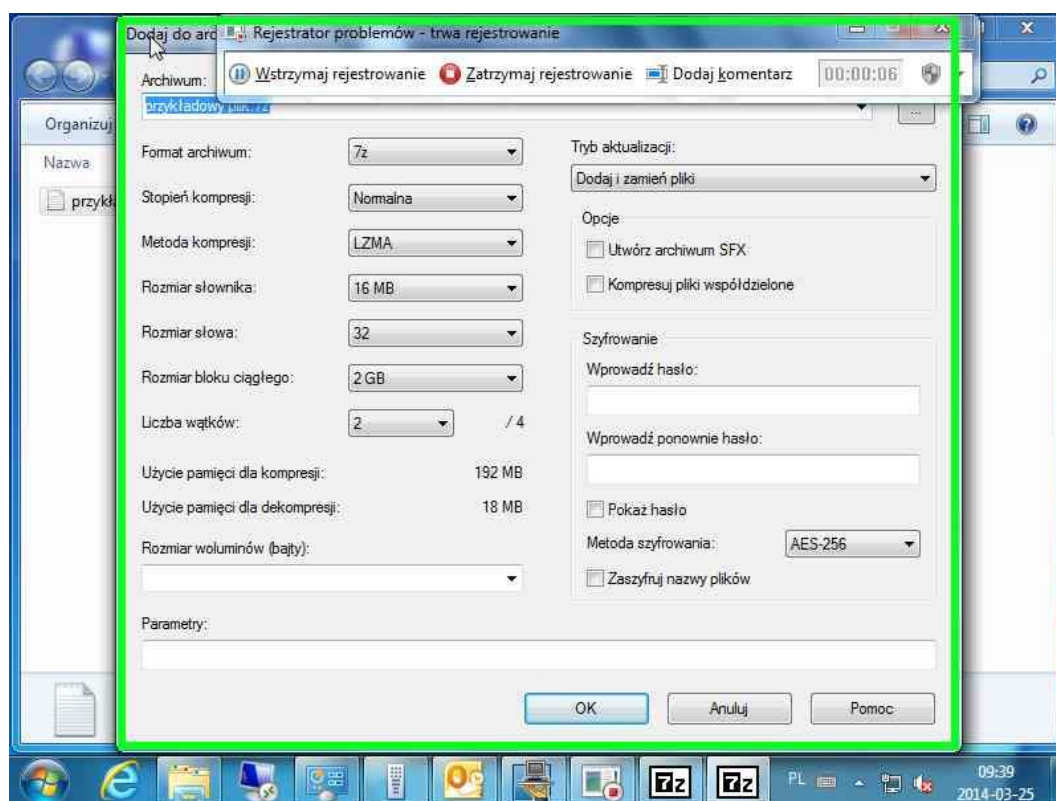 Dodaj do arc
Rejestrator problemów - trwa rejestrowanie
Wstrzymaj rejestrowanie Zatrzymaj rejestrowanie Dodaj komentarz 00:00:06
Archiwum:
przykładowy plik.7z
...
Organizuj
Nazwa
przykł
Format archiwum: 7z
Stopień kompresji: Normalna
Metoda kompresji: LZMA
Rozmiar słownika: 16 MB
Rozmiar słowa: 32
Rozmiar bloku ciągłego: 2 GB
Liczba wątków: 2 / 4
Użycie pamięci dla kompresji: 192 MB
Użycie pamięci dla dekompresji: 18 MB
Rozmiar woluminów (bajty):
Tryb aktualizacji:
Dodaj i zamień pliki
Opcje
Utwórz archiwum SFX
Kompresuj pliki współdzielone
Szyfrowanie
Wprowadź hasło:
Wprowadź ponownie hasło:
Pokaż hasło
Metoda szyfrowania: AES-256
Zaszyfruj nazwy plików
Parametry:
OK Anuluj Pomoc
7z 7z PL 09:39
2014-03-25